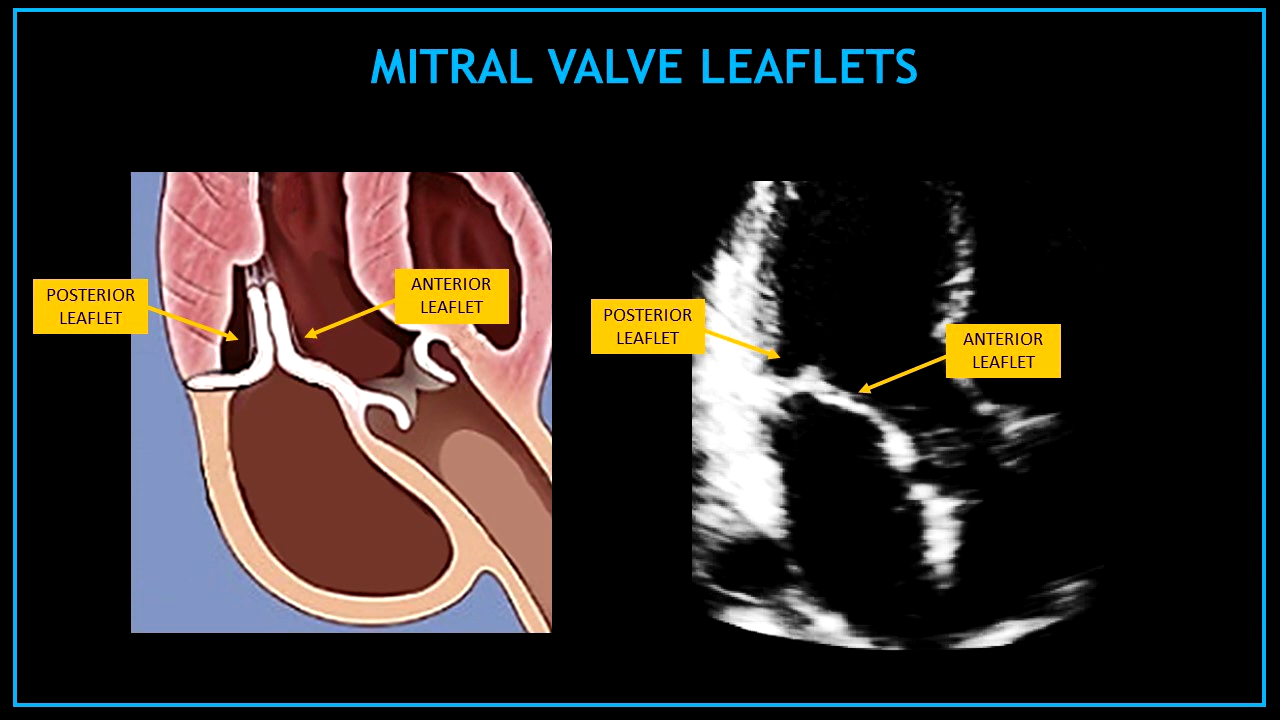 MITRAL VALVE LEAFLETS
POSTERIOR
LEAFLET
ANTERIOR
LEAFLET
POSTERIOR
LEAFLET
ANTERIOR
LEAFLET